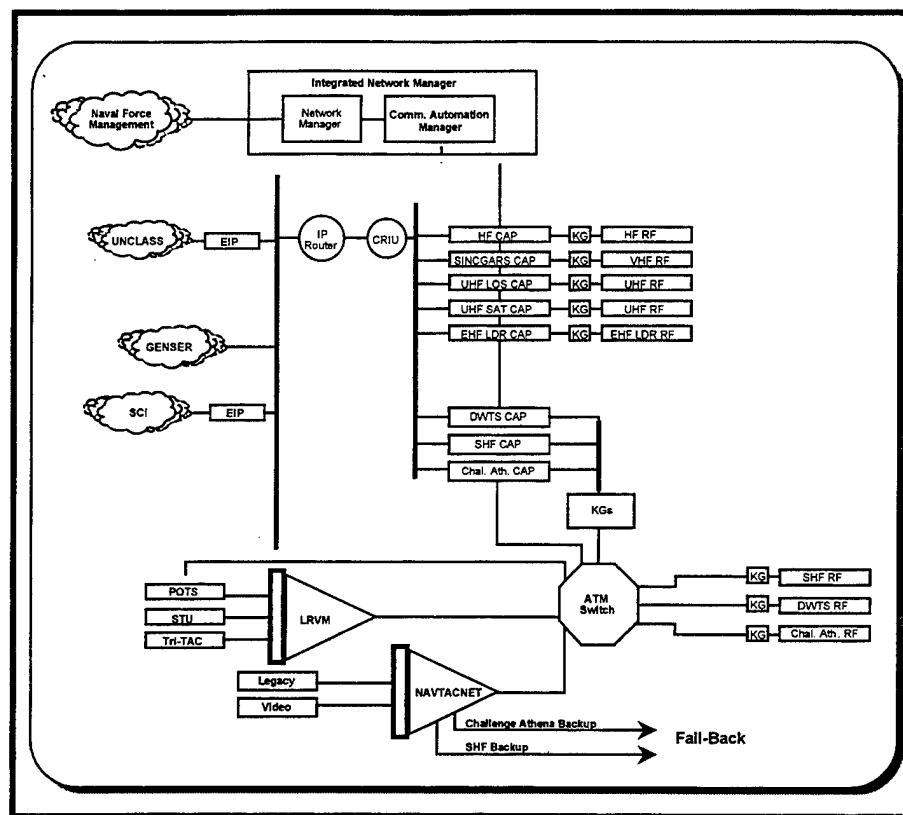 Integrated Network Manager
Naval Force
Management
Network
Manager
Comm. Automation
Manager
UNCLASS
EIP
IP
Router
CRIU
HF CAP
KG
HF RF
SINCGARS CAP
KG
VHF RF
UHF LOS CAP
KG
UHF RF
UHF SAT CAP
KG
UHF RF
EHF LDR CAP
KG
EHF LDR RF
GENSER
SCI
EIP
DWTS CAP
SHF CAP
Chal. Ath. CAP
KGs
POTS
STU
Tri-TAC
LRVM
ATM
Switch
KG
SHF RF
KG
DWTS RF
KG
Chal. Ath. RF
Legacy
Video
NAVTACNET
Challenge Athena Backup
SHF Backup
Fall-Back